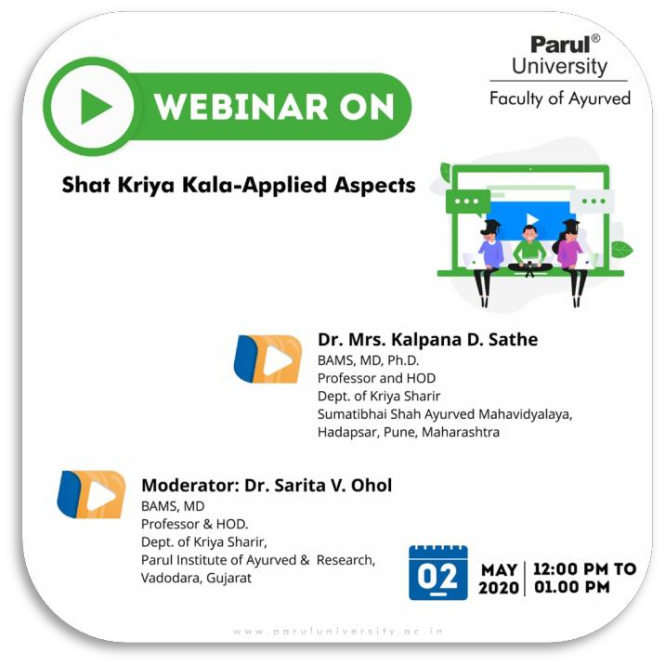 Parul®
University
Faculty of Ayurved
WEBINAR ON
Shat Kriya Kala-Applied Aspects
Dr. Mrs. Kalpana D. Sathe
BAMS, MD, Ph.D.
Professor and HOD
Dept. of Kriya Sharir
Sumatibhai Shah Ayurved Mahavidyalaya,
Hadapsar, Pune, Maharashtra
Moderator: Dr. Sarita V. Ohol
BAMS, MD
Professor & HOD.
Dept. of Kriya Sharir,
Parul Institute of Ayurved & Research,
Vadodara, Gujarat
02
MAY
2020
12:00 PM TO
01.00 PM
www.paruluniversity.ac.in